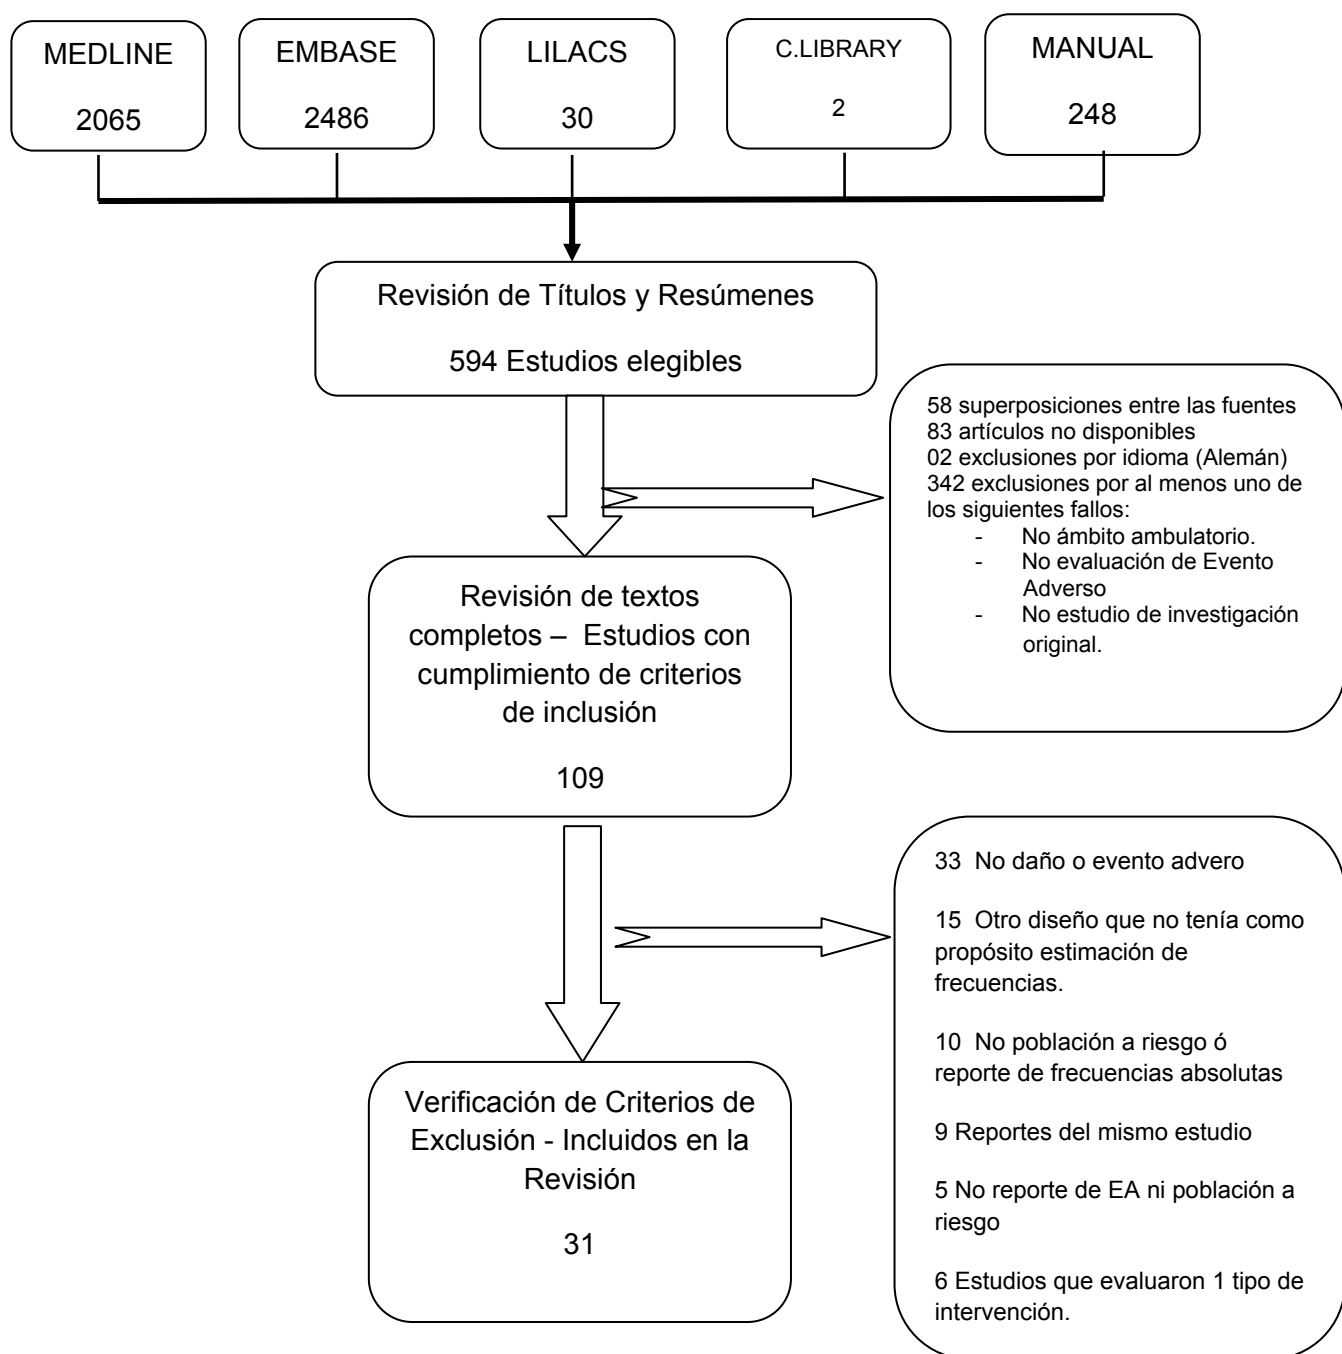 MEDLINE
2065
EMBASE
2486
LILACS
30
C.LIBRARY
2
MANUAL
248
Revisión de Títulos y Resúmenes
594 Estudios elegibles
58 superposiciones entre las fuentes
83 artículos no disponibles
02 exclusiones por idioma (Alemán)
342 exclusiones por al menos uno de
los siguientes fallos:
- No ámbito ambulatorio.
- No evaluación de Evento
Adverso
- No estudio de investigación
original.
Revisión de textos
completos – Estudios con
cumplimiento de criterios
de inclusión
109
33 No daño o evento advero
15 Otro diseño que no tenía como
propósito estimación de
frecuencias.
10 No población a riesgo ó
reporte de frecuencias absolutas
9 Reportes del mismo estudio
5 No reporte de EA ni población a
riesgo
6 Estudios que evaluaron 1 tipo de
intervención.
Verificación de Criterios de
Exclusión - Incluidos en la
Revisión
31